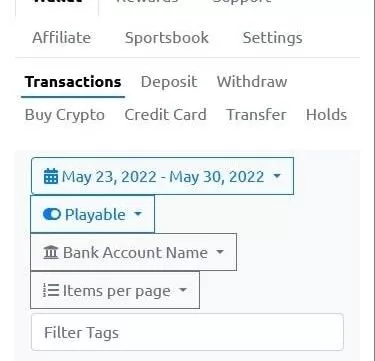 Wallet Rewards Support
Affiliate Sportsbook Settings
Transactions Deposit Withdraw
Buy Crypto Credit Card Transfer Holds
May 23, 2022 - May 30, 2022
Playable
Bank Account Name
Items per page
Filter Tags